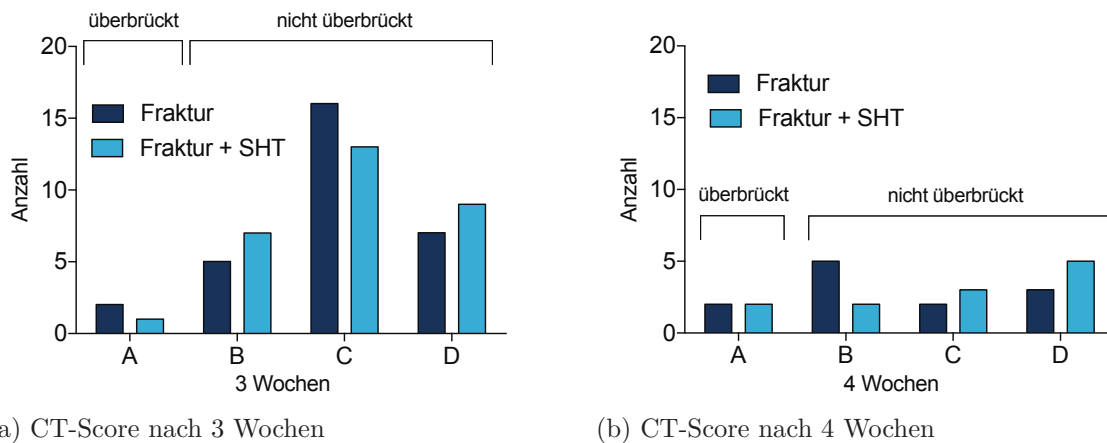 überbrückt nicht überbrückt
20
15
10
5
0
Anzahl
Fraktur
Fraktur + SHT
A B C D
3 Wochen
a) CT-Score nach 3 Wochen
20
15
10
5
0
Anzahl
Fraktur
Fraktur + SHT
überbrückt nicht überbrückt
A B C D
4 Wochen
(b) CT-Score nach 4 Wochen